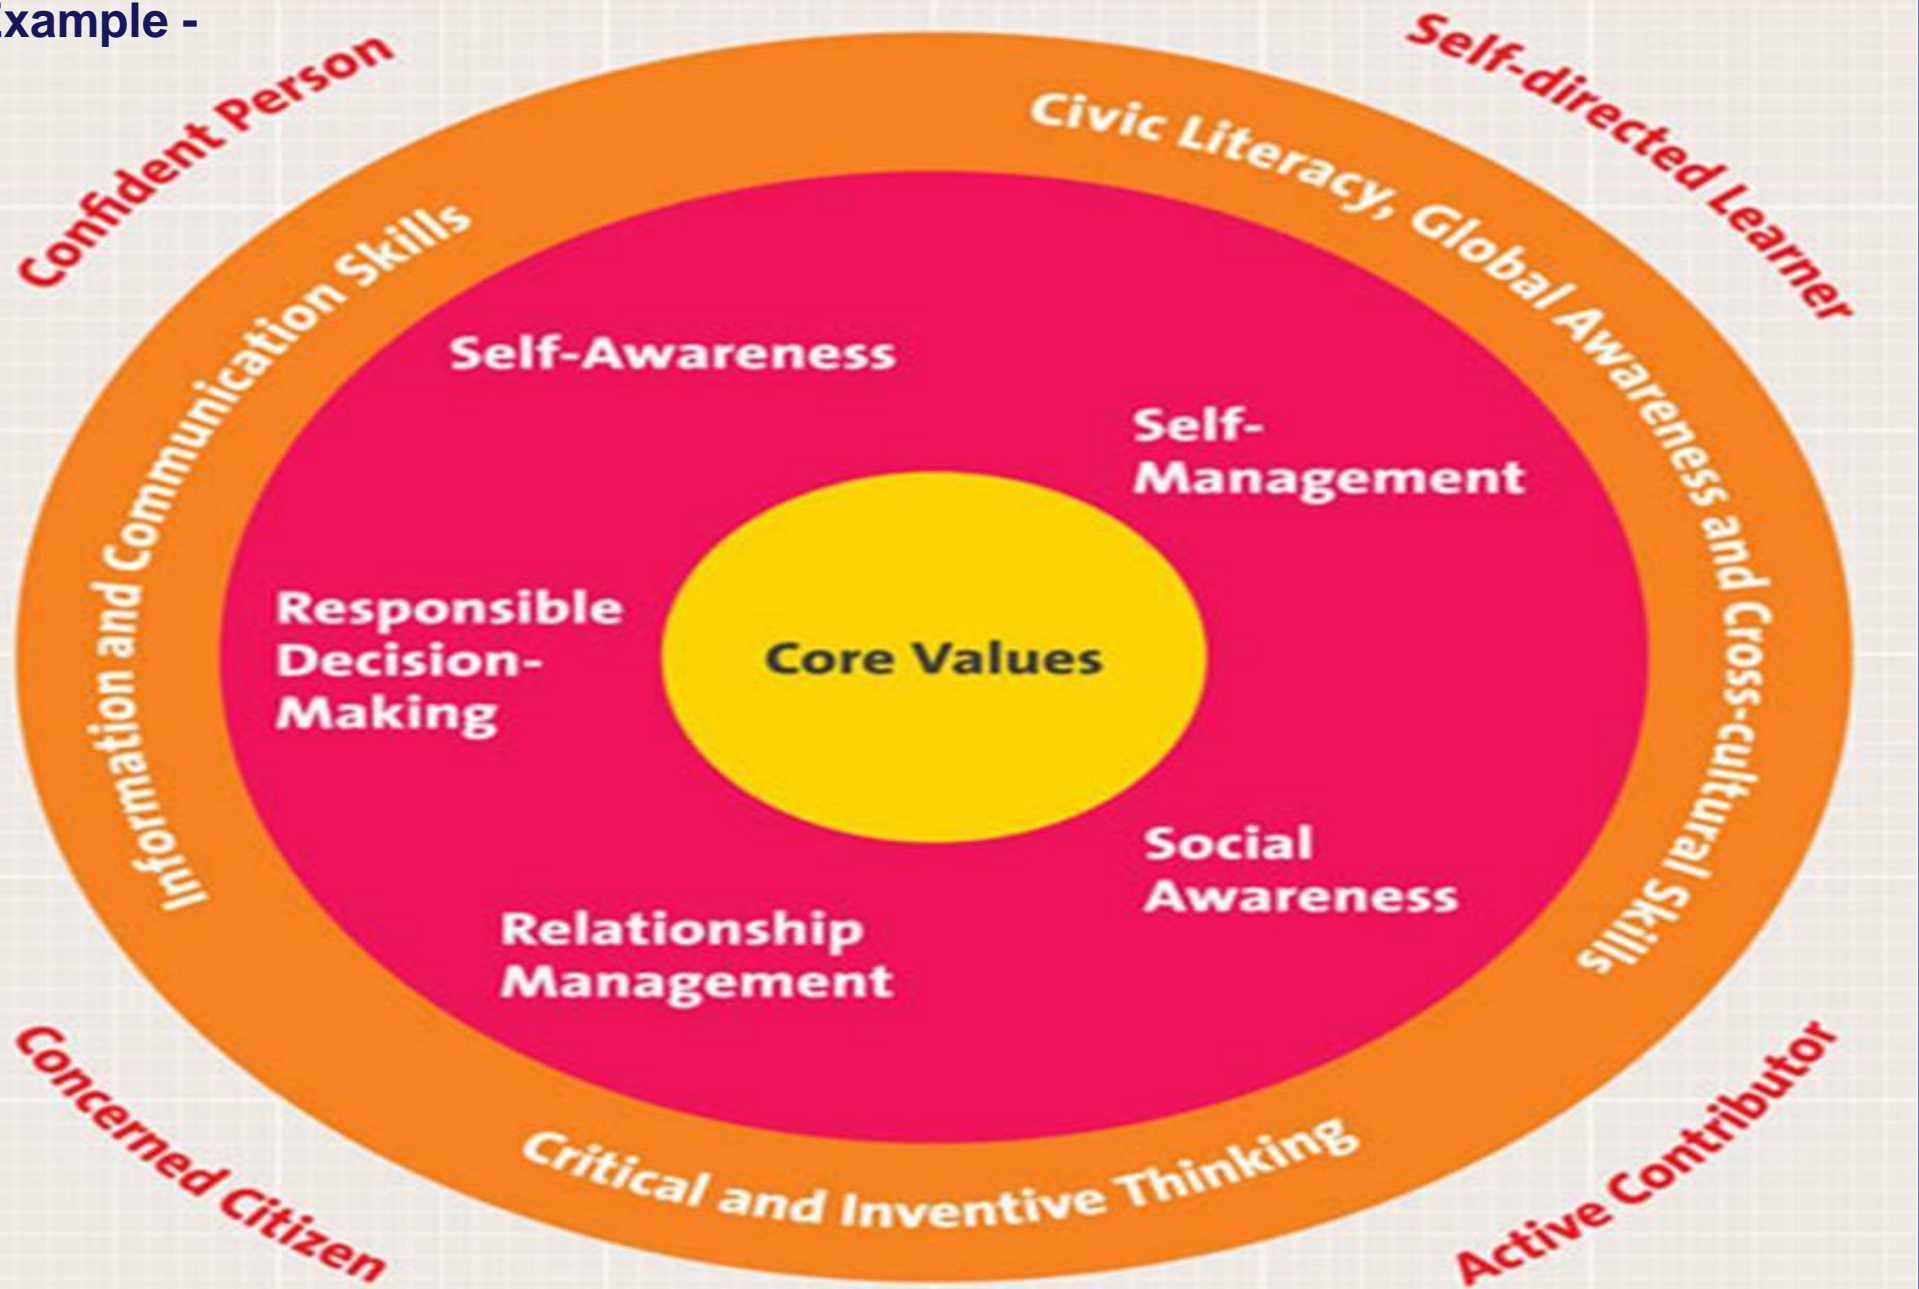 Example -
Confident Person
Self-directed Learner
Civic Literacy, Global Awareness and Cross-cultural Skills
Information and Communication Skills
Self-Awareness
Self-
Management
Responsible
Decision-
Making
Core Values
Social
Awareness
Relationship
Management
Critical and Inventive Thinking
Concerned Citizen
Active Contributor